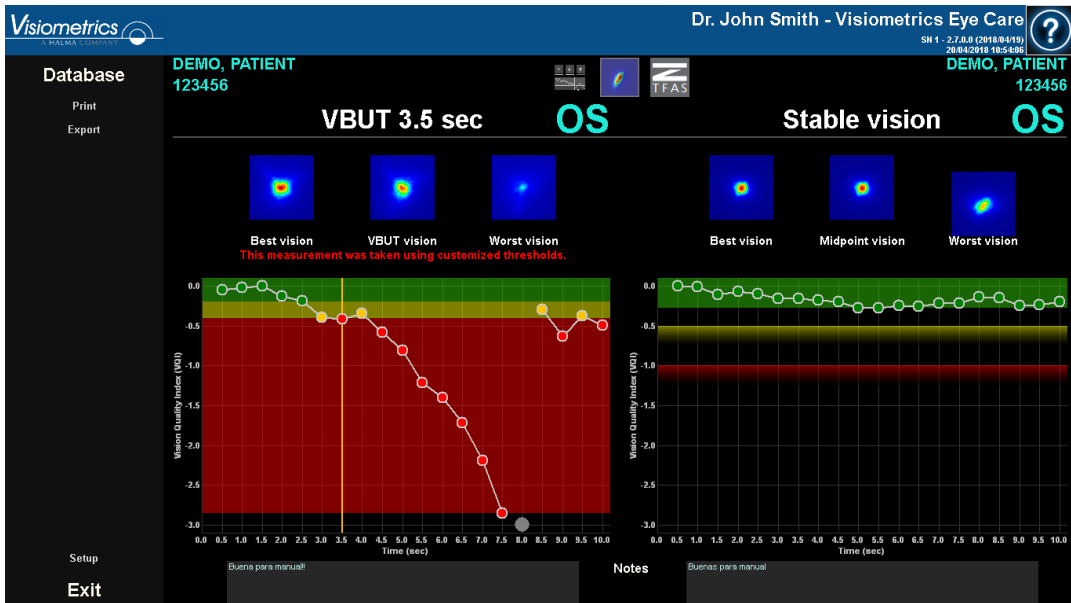 Visiometrics
A HALMA COMPANY
Dr. John Smith - Visiometrics Eye Care
SN 1 - 2.7.0.0 (2018/04/19)
20/04/2018 10:54:06
?
Database
Print
Export
Setup
Exit
DEMO, PATIENT
123456
TFAS
DEMO, PATIENT
123456
VBUT 3.5 sec
OS
Stable vision
OS
Best vision
VBUT vision
Worst vision
This measurement was taken using customized thresholds.
Best vision
Midpoint vision
Worst vision
Vision Quality Index (VQI)
0.0
-0.5
-1.0
-1.5
-2.0
-2.5
-3.0
0.0 0.5 1.0 1.5 2.0 2.5 3.0 3.5 4.0 4.5 5.0 5.5 6.0 6.5 7.0 7.5 8.0 8.5 9.0 9.5 10.0
Time (sec)
Vision Quality Index (VQI)
0.0
-0.5
-1.0
-1.5
-2.0
-2.5
-3.0
0.0 0.5 1.0 1.5 2.0 2.5 3.0 3.5 4.0 4.5 5.0 5.5 6.0 6.5 7.0 7.5 8.0 8.5 9.0 9.5 10.0
Time (sec)
Buena para manual!!
Notes
Buenas para manual